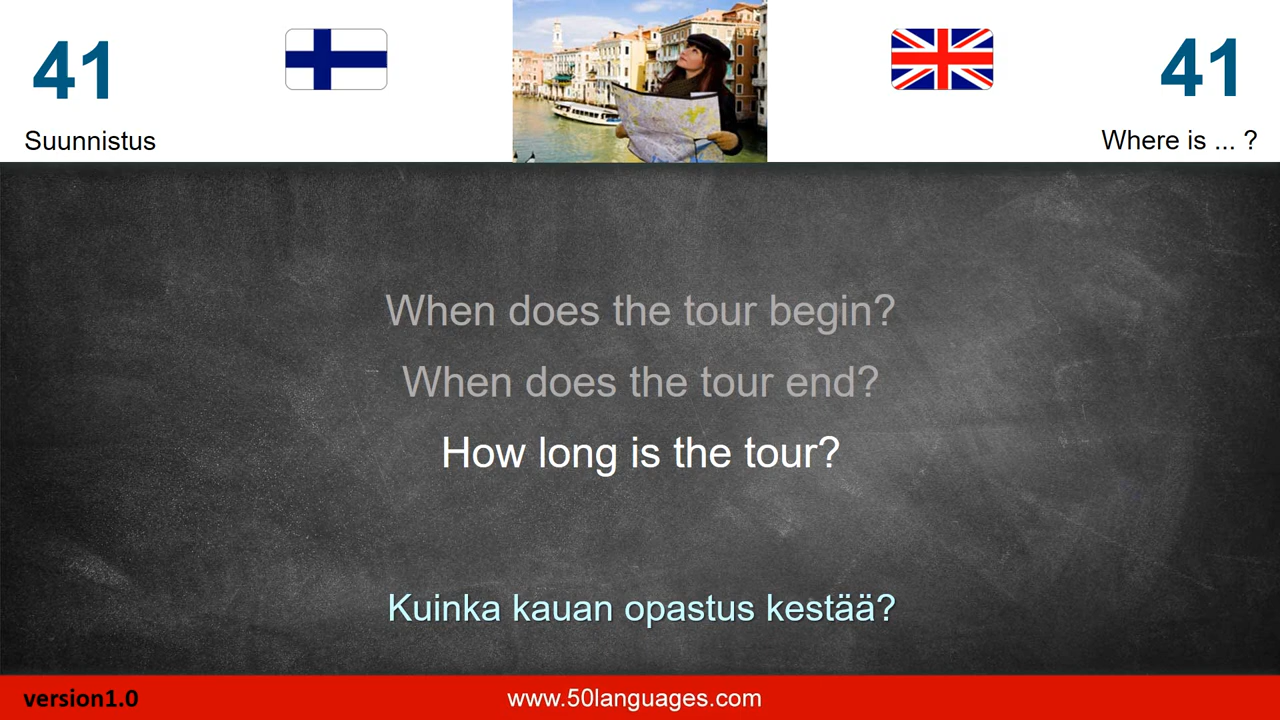 41
41
Suunnistus
Where is ... ?
When does the tour begin?
When does the tour end?
How long is the tour?
Kuinka kauan opastus kestää?
version1.0
www.50languages.com